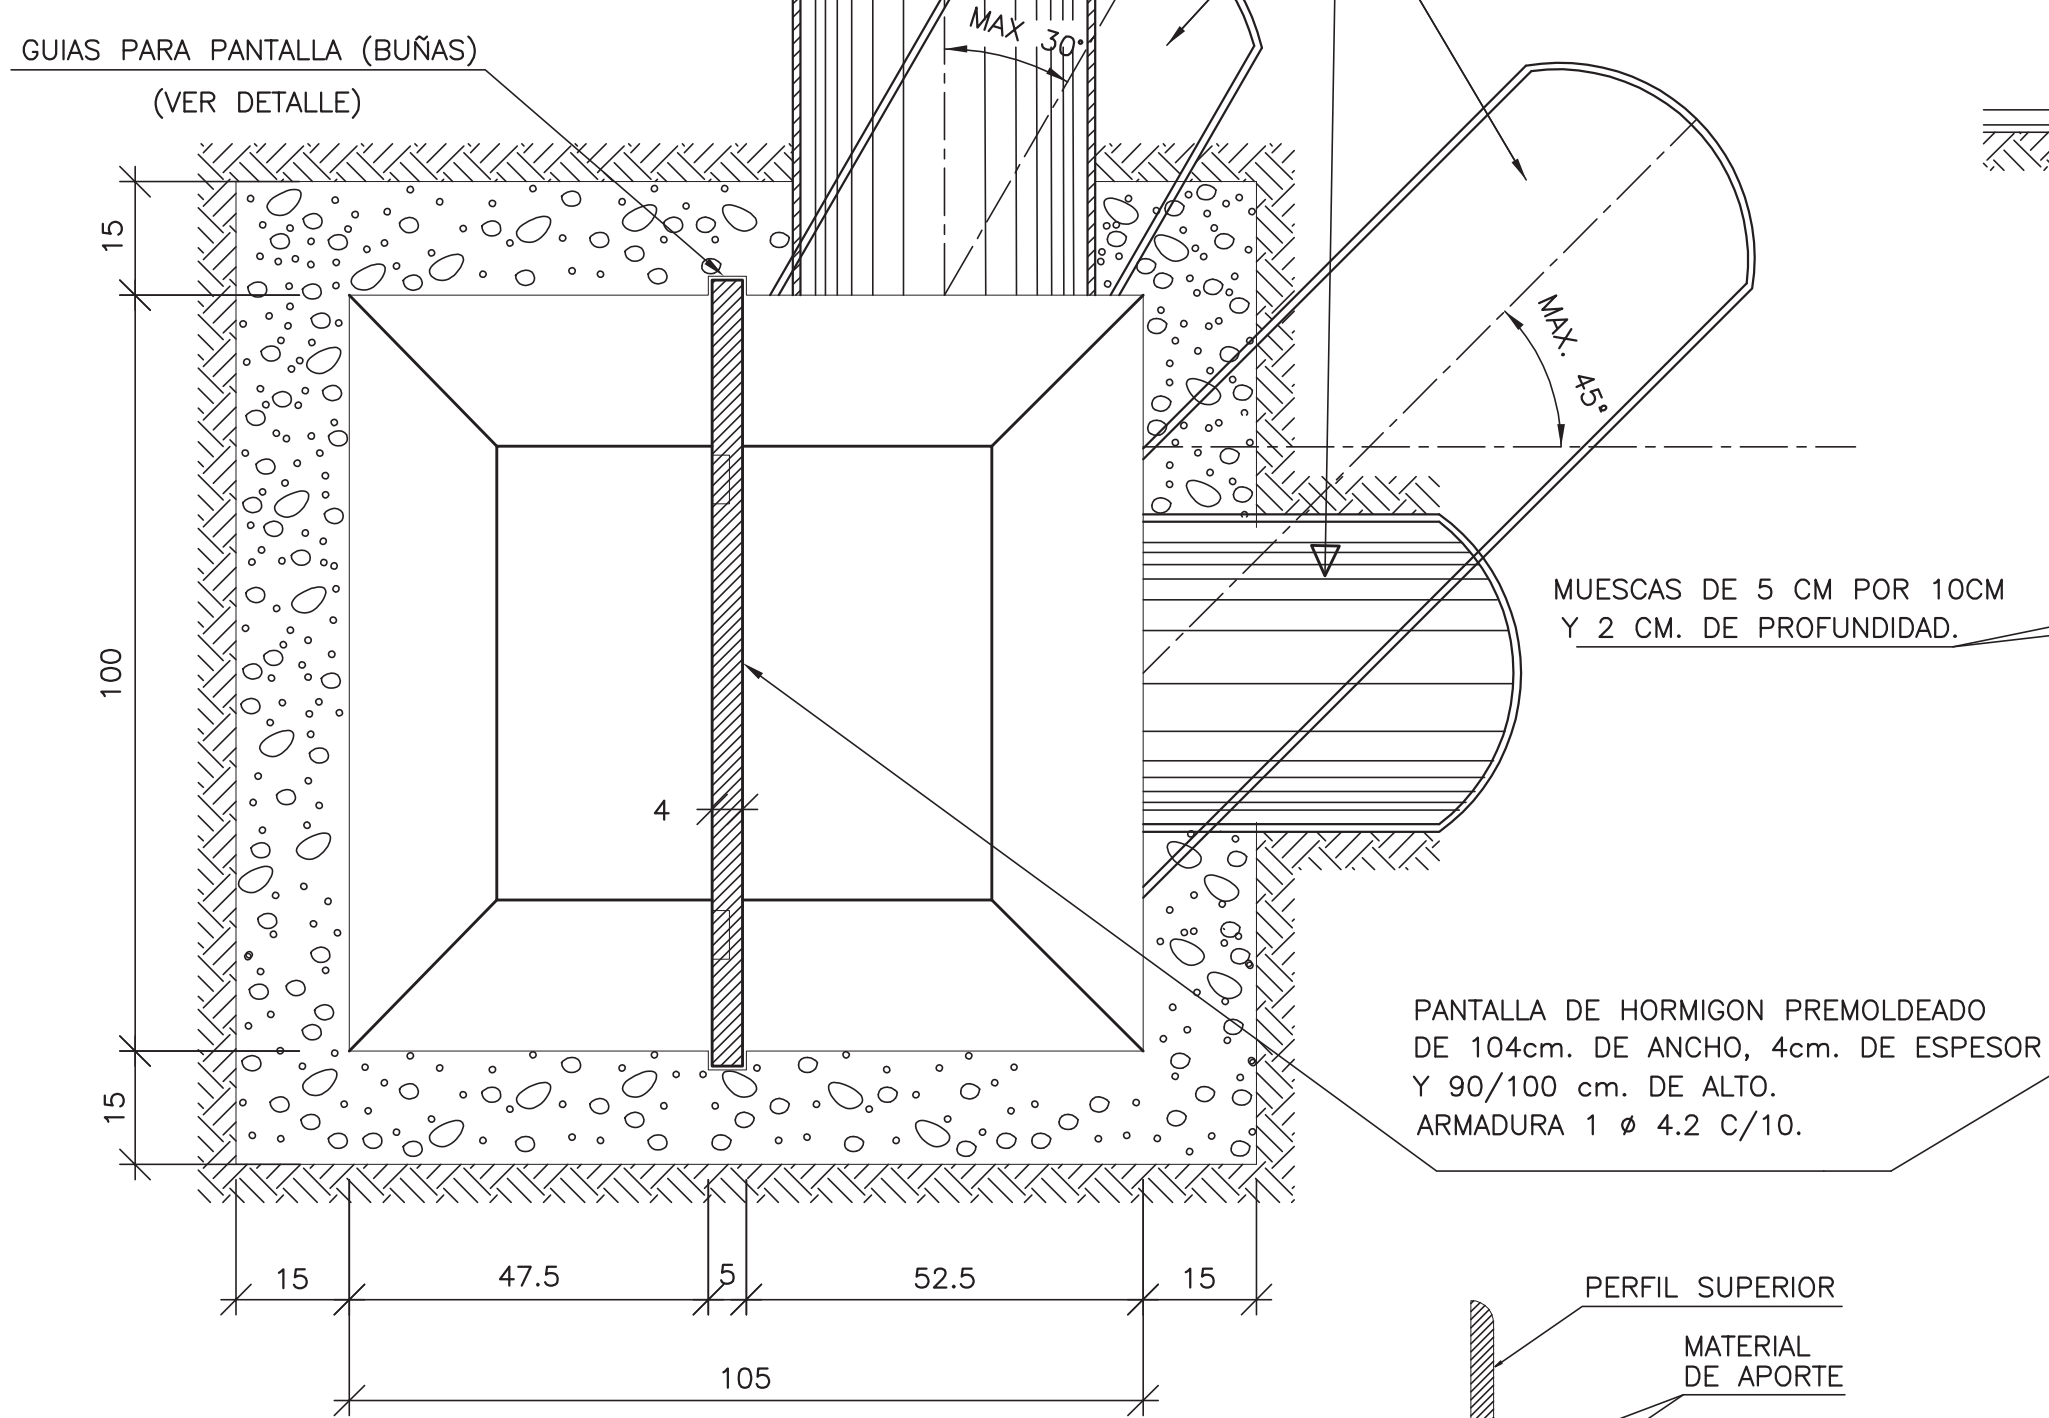 GUIAS PARA PANTALLA (BUÑAS)
(VER DETALLE)
MAX 30°
15
MAX. 45°
100
MUESCAS DE 5 CM POR 10CM
Y 2 CM. DE PROFUNDIDAD.
4
PANTALLA DE HORMIGON PREMOLDEADO
DE 104cm. DE ANCHO, 4cm. DE ESPESOR
Y 90/100 cm. DE ALTO.
ARMADURA 1 ø 4.2 C/10.
15
15
47.5
5
52.5
15
105
PERFIL SUPERIOR
MATERIAL
DE APORTE